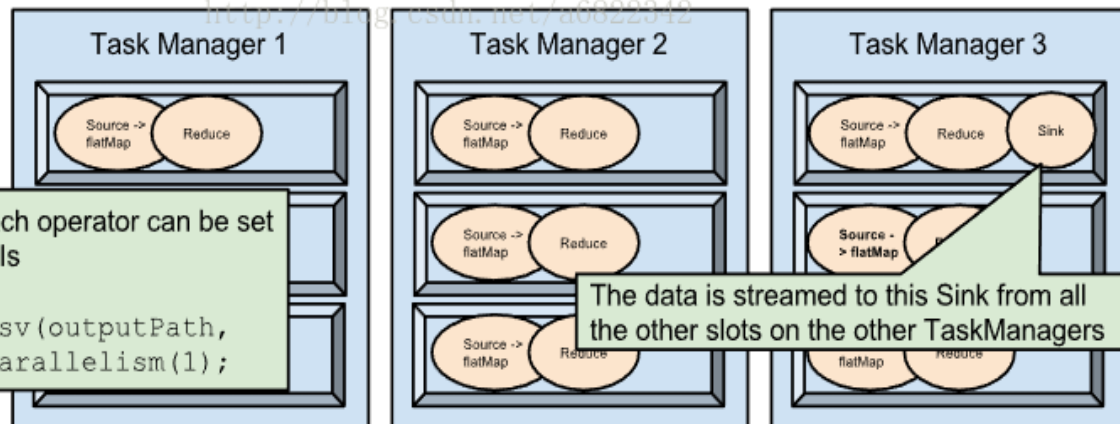 http://blog.csdn.net/a6822342
Task Manager 1
Task Manager 2
Task Manager 3
Source ->
flatMap
Reduce
Source ->
flatMap
Reduce
Source ->
flatMap
Reduce
Sink
ch operator can be set
ls
sv(outputPath,
arallelism(1);
Source ->
flatMap
Reduce
Source -
> flatMap
The data is streamed to this Sink from all
the other slots on the other TaskManagers
Source ->
flatMap
Reduce
flatMap
Reduce